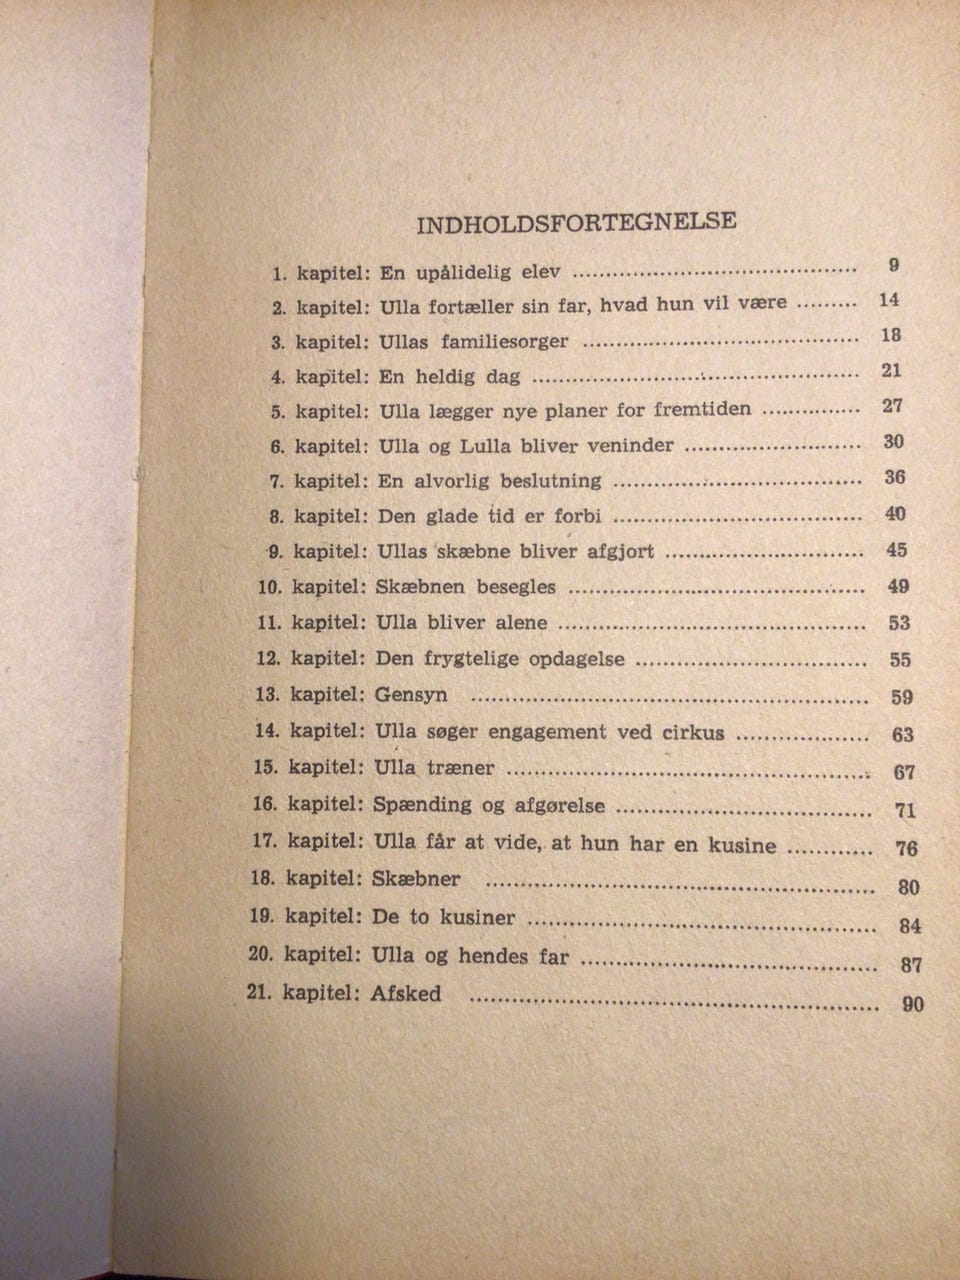 INDHOLDSFORTEGNELSE
1. kapitel: En upålidelig elev ........................................ 9
2. kapitel: Ulla fortæller sin far, hvad hun vil være ......... 14
3. kapitel: Ullas familiesorger ........................................ 18
4. kapitel: En heldig dag ................................................ 21
5. kapitel: Ulla lægger nye planer for fremtiden ............... 27
6. kapitel: Ulla og Lulla bliver veninder .......................... 30
7. kapitel: En alvorlig beslutning .................................... 36
8. kapitel: Den glade tid er forbi .................................... 40
9. kapitel: Ullas skæbne bliver afgjort ............................. 45
10. kapitel: Skæbnen besegles ........................................... 49
11. kapitel: Ulla bliver alene ............................................. 53
12. kapitel: Den frygtelige opdagelse .................................. 55
13. kapitel: Gensyn .......................................................... 59
14. kapitel: Ulla søger engagement ved cirkus .................... 63
15. kapitel: Ulla træner .................................................... 67
16. kapitel: Spænding og afgørelse ..................................... 71
17. kapitel: Ulla får at vide, at hun har en kusine ............ 76
18. kapitel: Skæbner ........................................................ 80
19. kapitel: De to kusiner ................................................. 84
20. kapitel: Ulla og hendes far ........................................... 87
21. kapitel: Afsked ........................................................... 90